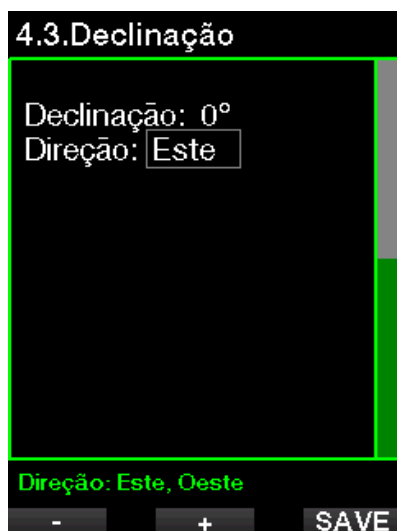 4.3.Declinação
Declinação: 0°
Direção: Este
Direção: Este, Oeste
- + SAVE